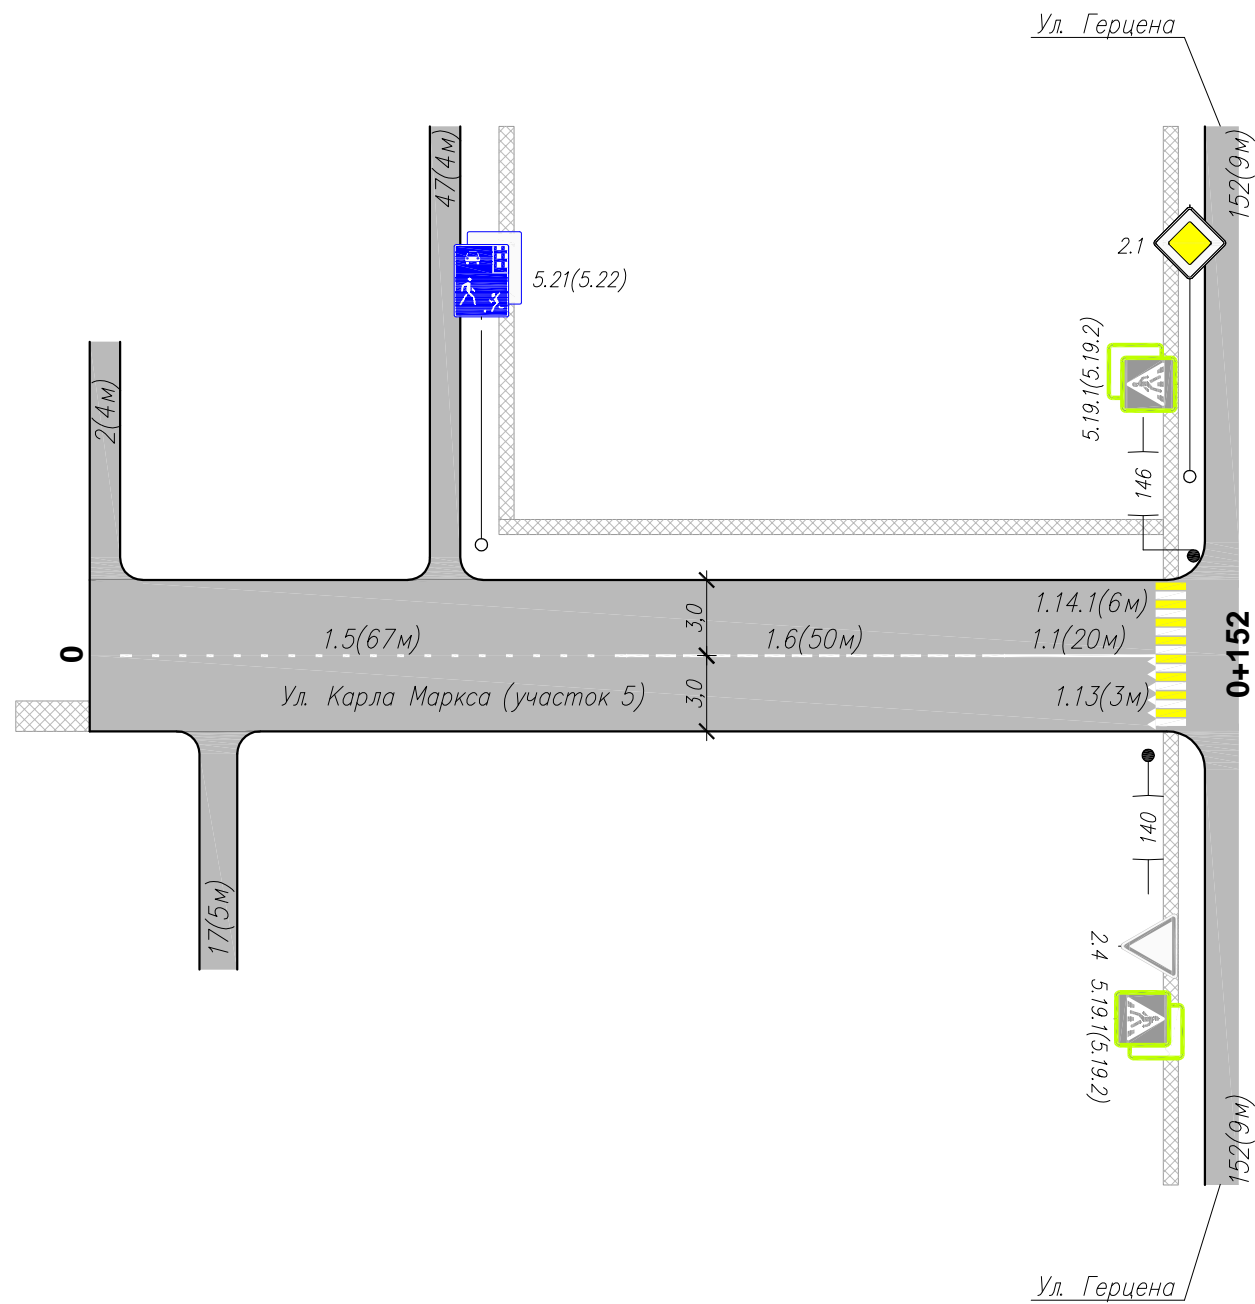 Ул. Герцена
47(4м)
152(9м)
2.1
5.21(5.22)
5.19.1(5.19.2)
2(4м)
146
1.14.1(6м)
3,0
1.5(67м)
1.6(50м)
1.1(20м)
0
0+152
Ул. Карла Маркса (участок 5)
3,0
1.13(3м)
140
17(5м)
2.4
5.19.1(5.19.2)
152(6м)
Ул. Герцена